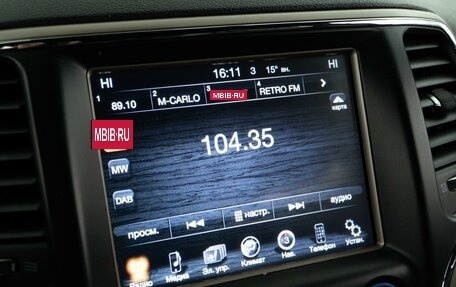 16:11 3 15° вн.
HI HI
1 89.10 2 M-CARLO 3 MBIB·RU 4 RETRO FM
карта
MBIB·RU
104.35
MW
DAB
просм. настр. аудио
Радио Медиа Эл. упр. Климат Нав. Телефон Устан.